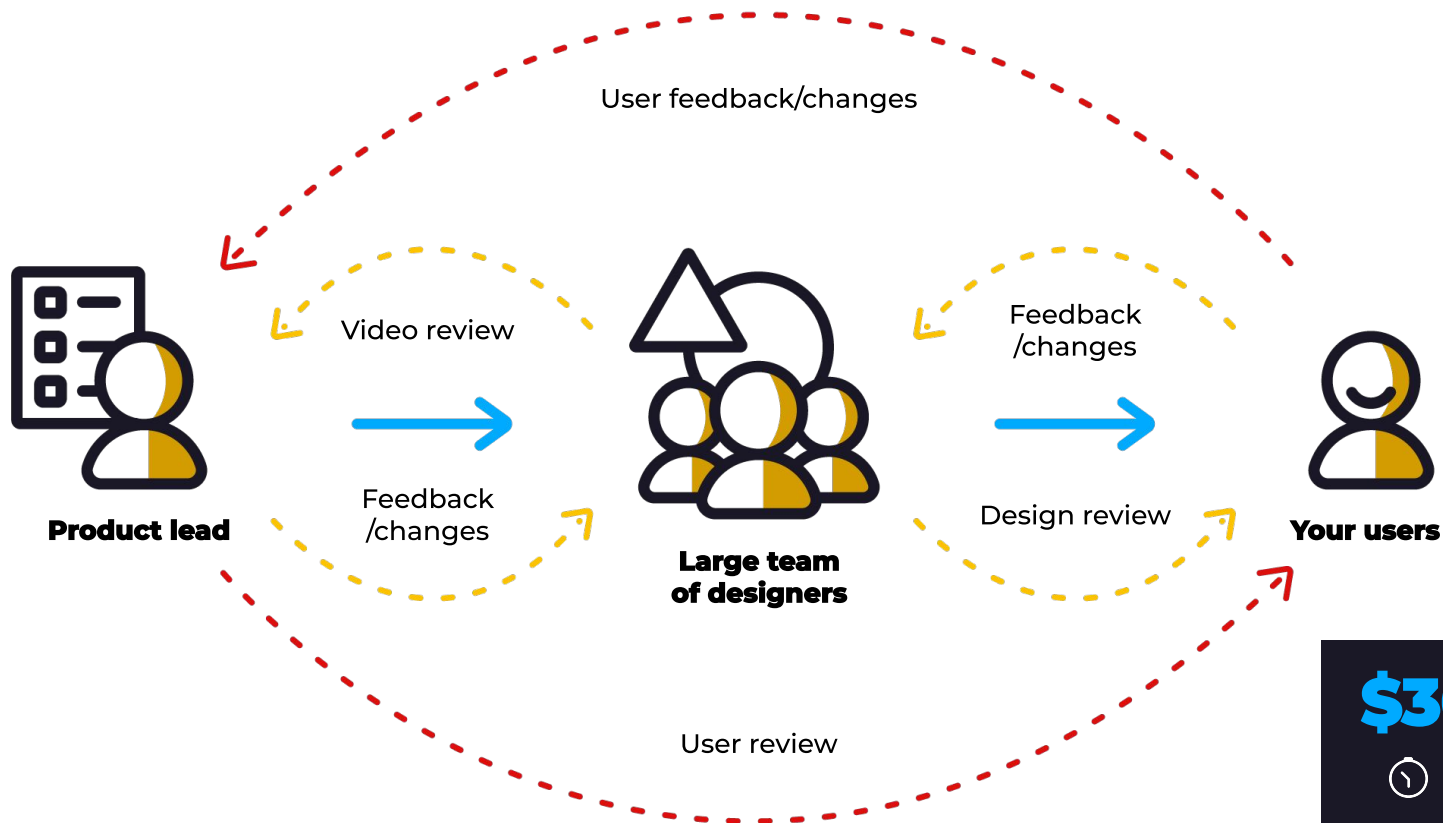 User feedback/changes
Video review
Feedback
/changes
Feedback
/changes
Design review
Product lead
Your users
Large team
of designers
User review